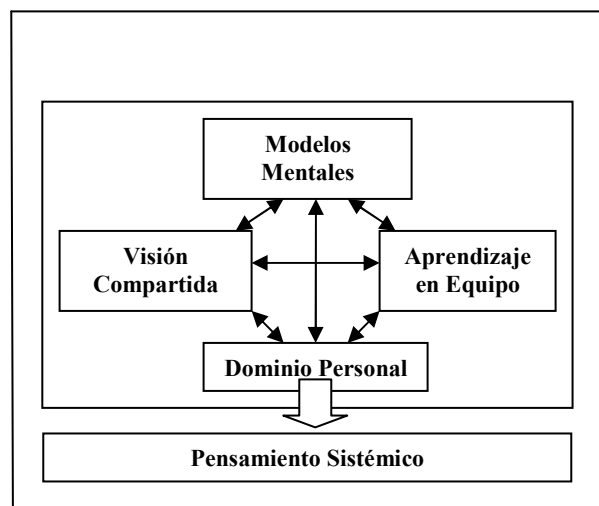 Modelos
Mentales
Visión
Compartida
Aprendizaje
en Equipo
Dominio Personal
Pensamiento Sistémico